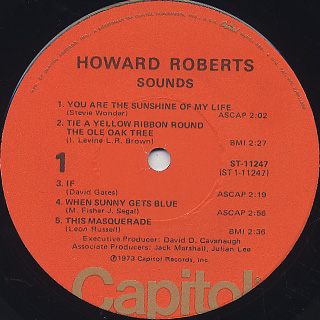 HOWARD ROBERTS
SOUNDS
1. YOU ARE THE SUNSHINE OF MY LIFE
(Stevie Wonder) ASCAP 2:02
2. TIE A YELLOW RIBBON ROUND
THE OLE OAK TREE
(I. Levine L.R. Brown) BMI 2:27
1 ST-11247
(ST 1-11247)
3. IF
(David Gates) ASCAP 2:19
4. WHEN SUNNY GETS BLUE
(M. Fisher J. Segal) ASCAP 2:56
5. THIS MASQUERADE
(Leon Russell) BMI 2:36
Executive Producer: David D. Cavanaugh
Associate Producers: Jack Marshall, Julian Lee
℗1973 Capitol Records, Inc.
Capitol